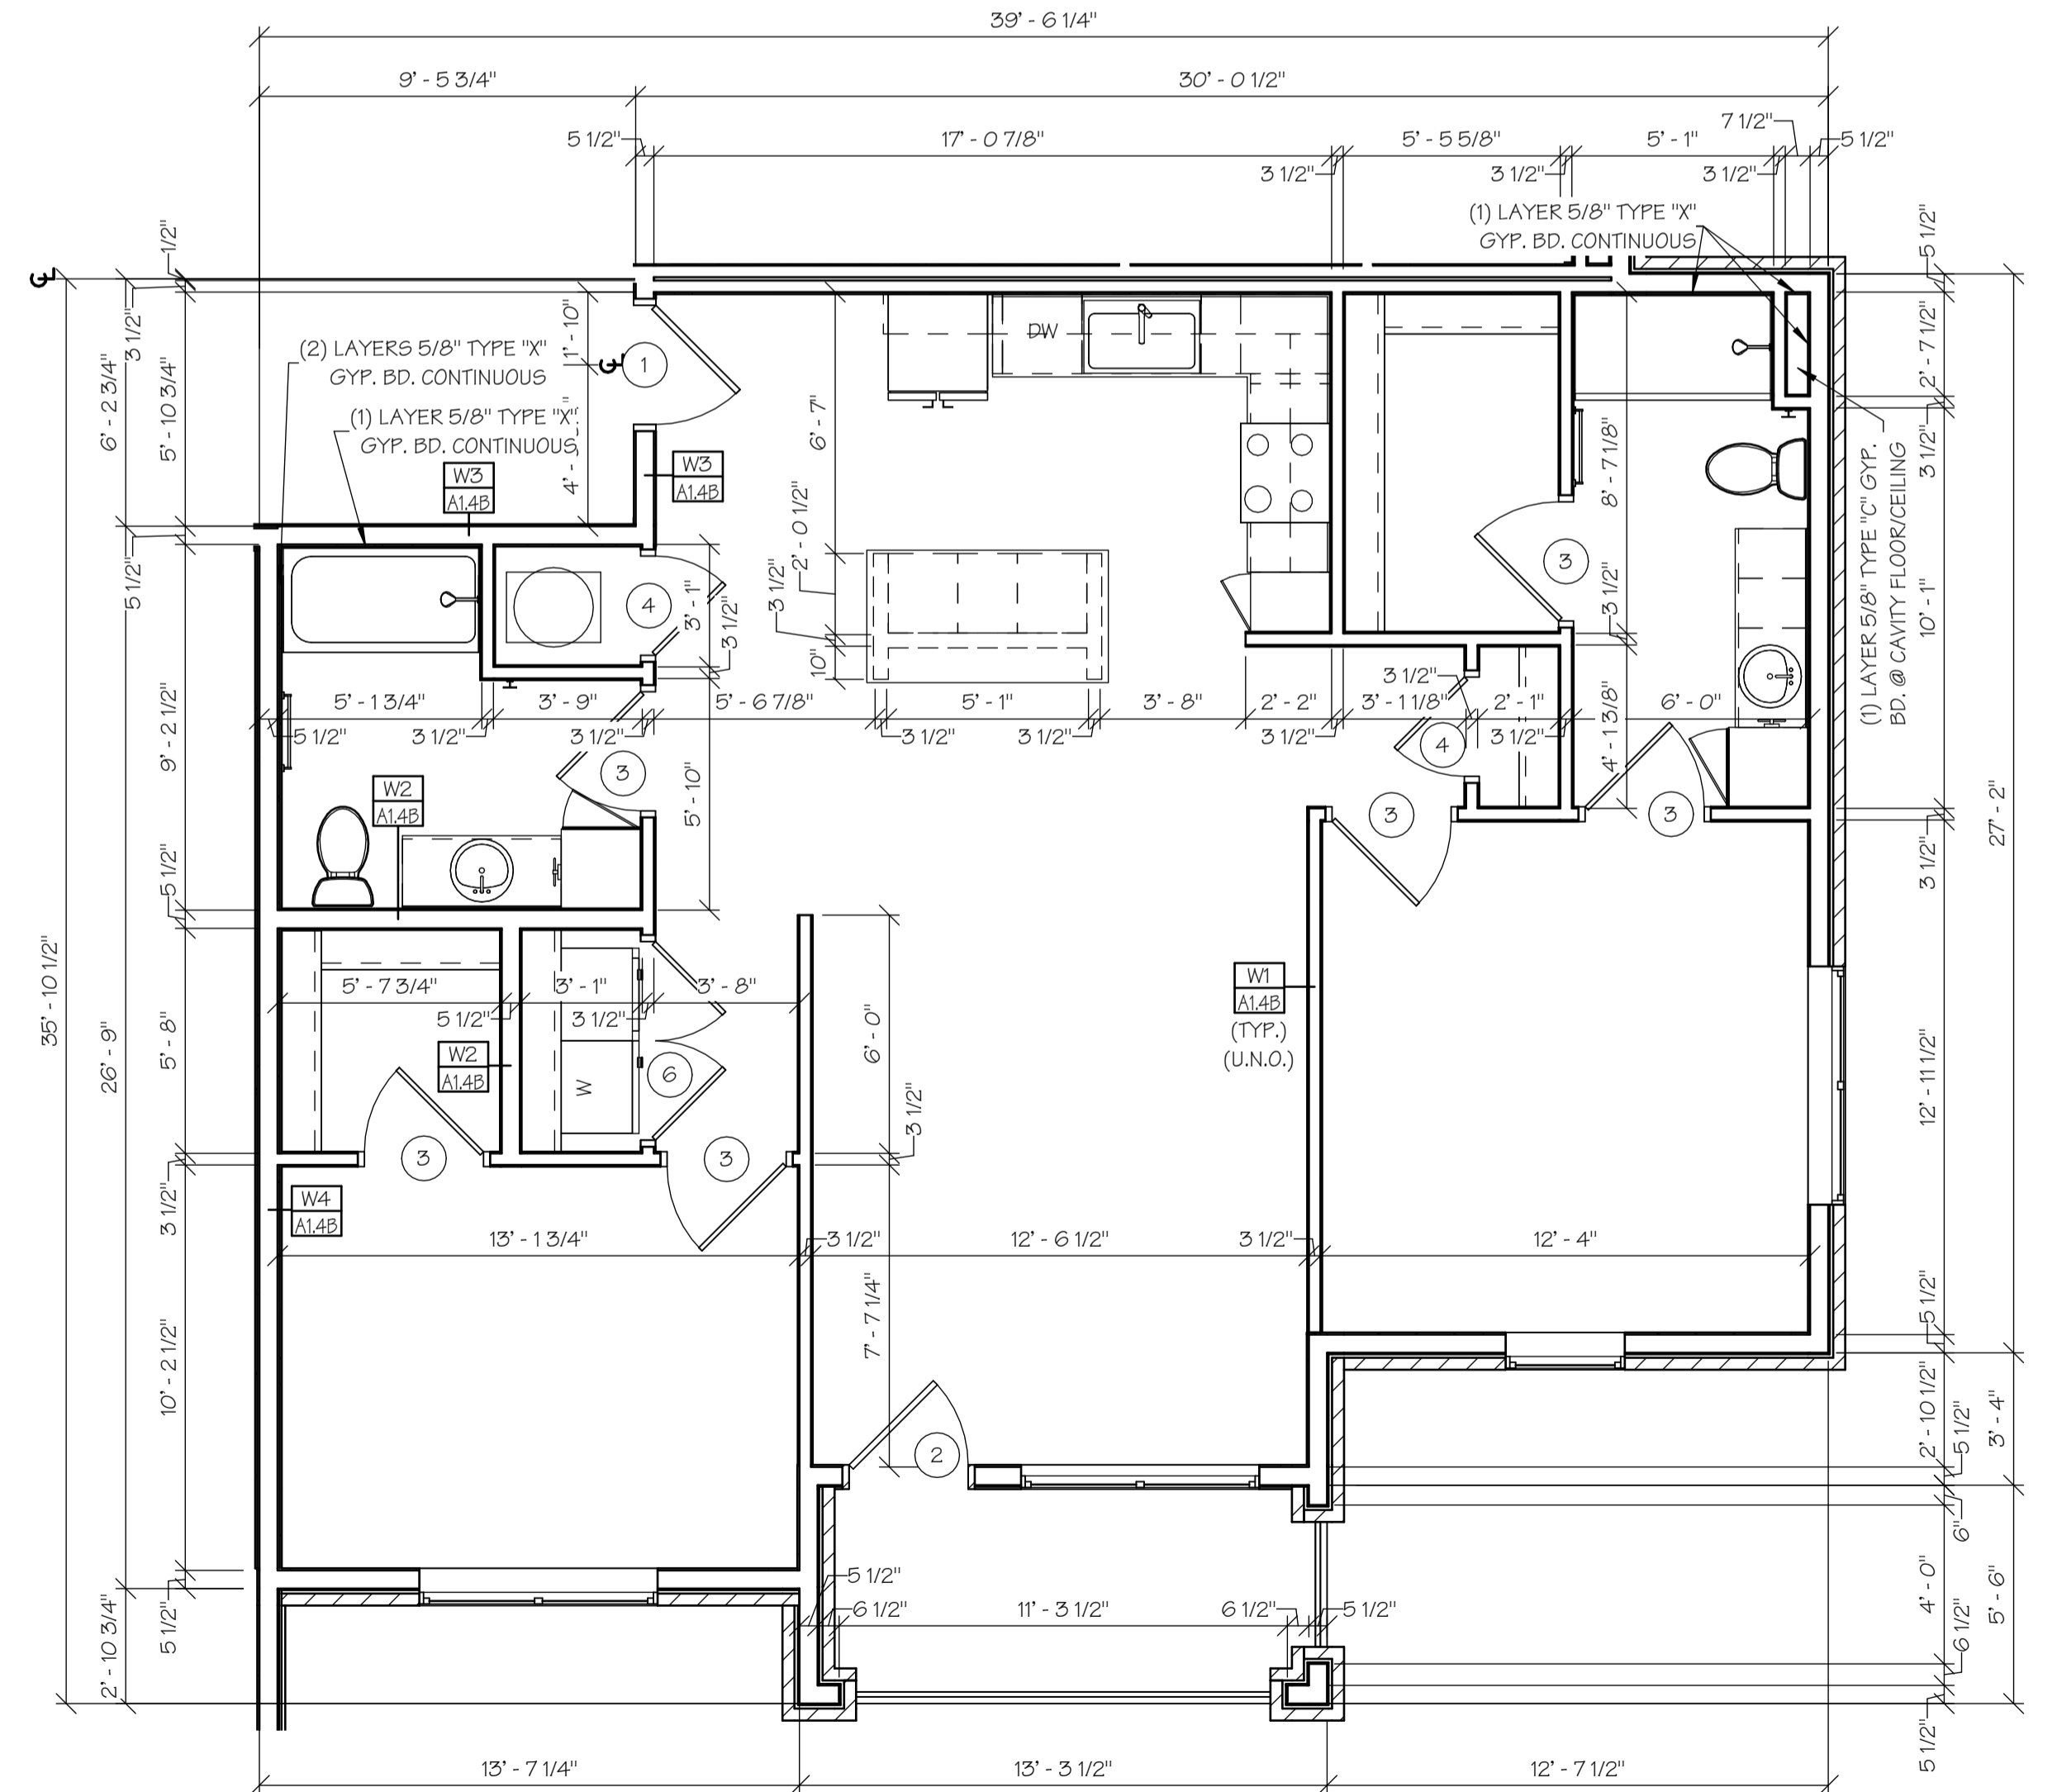 39' - 6 1/4"
9' - 5 3/4"
30' - 0 1/2"
5 1/2"
17' - 0 7/8"
5' - 5 5/8"
5' - 1"
7 1/2"
5 1/2"
3 1/2"
3 1/2"
3 1/2"
(1) LAYER 5/8" TYPE "X"
GYP. BD. CONTINUOUS
(2) LAYERS 5/8" TYPE "X"
GYP. BD. CONTINUOUS
(1) LAYER 5/8" TYPE "X"
GYP. BD. CONTINUOUS
1/2"
3 1/2"
6' - 2 3/4"
5' - 10 3/4"
5 1/2"
1' - 10"
4' -
1
W3
A1.4B
W3
A1.4B
DW
6' - 7"
2' - 0 1/2"
3 1/2"
10"
8' - 7 1/8"
3 1/2"
4' - 1 3/8"
3
5 1/2"
2' - 7 1/2"
3 1/2"
10' - 1"
(1) LAYER 5/8" TYPE "C" GYP.
BD. @ CAVITY FLOOR/CEILING
4
3' - 1"
3 1/2"
5' - 1 3/4"
3' - 9"
5' - 6 7/8"
5' - 1"
3' - 8"
2' - 2"
3' - 1 1/8"
3 1/2"
2' - 1"
6' - 0"
5 1/2"
3 1/2"
3 1/2"
3 1/2"
3 1/2"
3 1/2"
3 1/2"
4
3
3
3
9' - 2 1/2"
5' - 10"
W2
A1.4B
5 1/2"
3 1/2"
27' - 2"
35' - 10 1/2"
26' - 9"
5' - 8"
5' - 7 3/4"
3' - 1"
3' - 8"
5 1/2"
3 1/2"
W2
A1.4B
W
6
6' - 0"
3 1/2"
W1
A1.4B
(TYP.)
(U.N.O.)
12' - 11 1/2"
3
3
3 1/2"
W4
A1.4B
13' - 1 3/4"
3 1/2"
12' - 6 1/2"
3 1/2"
12' - 4"
10' - 2 1/2"
7' - 7 1/4"
5 1/2"
2' - 10 1/2"
5 1/2"
3' - 4"
2
6"
4' - 0"
6 1/2"
5' - 6"
5 1/2"
5 1/2"
2' - 10 3/4"
5 1/2"
6 1/2"
11' - 3 1/2"
6 1/2"
5 1/2"
13' - 7 1/4"
13' - 3 1/2"
12' - 7 1/2"